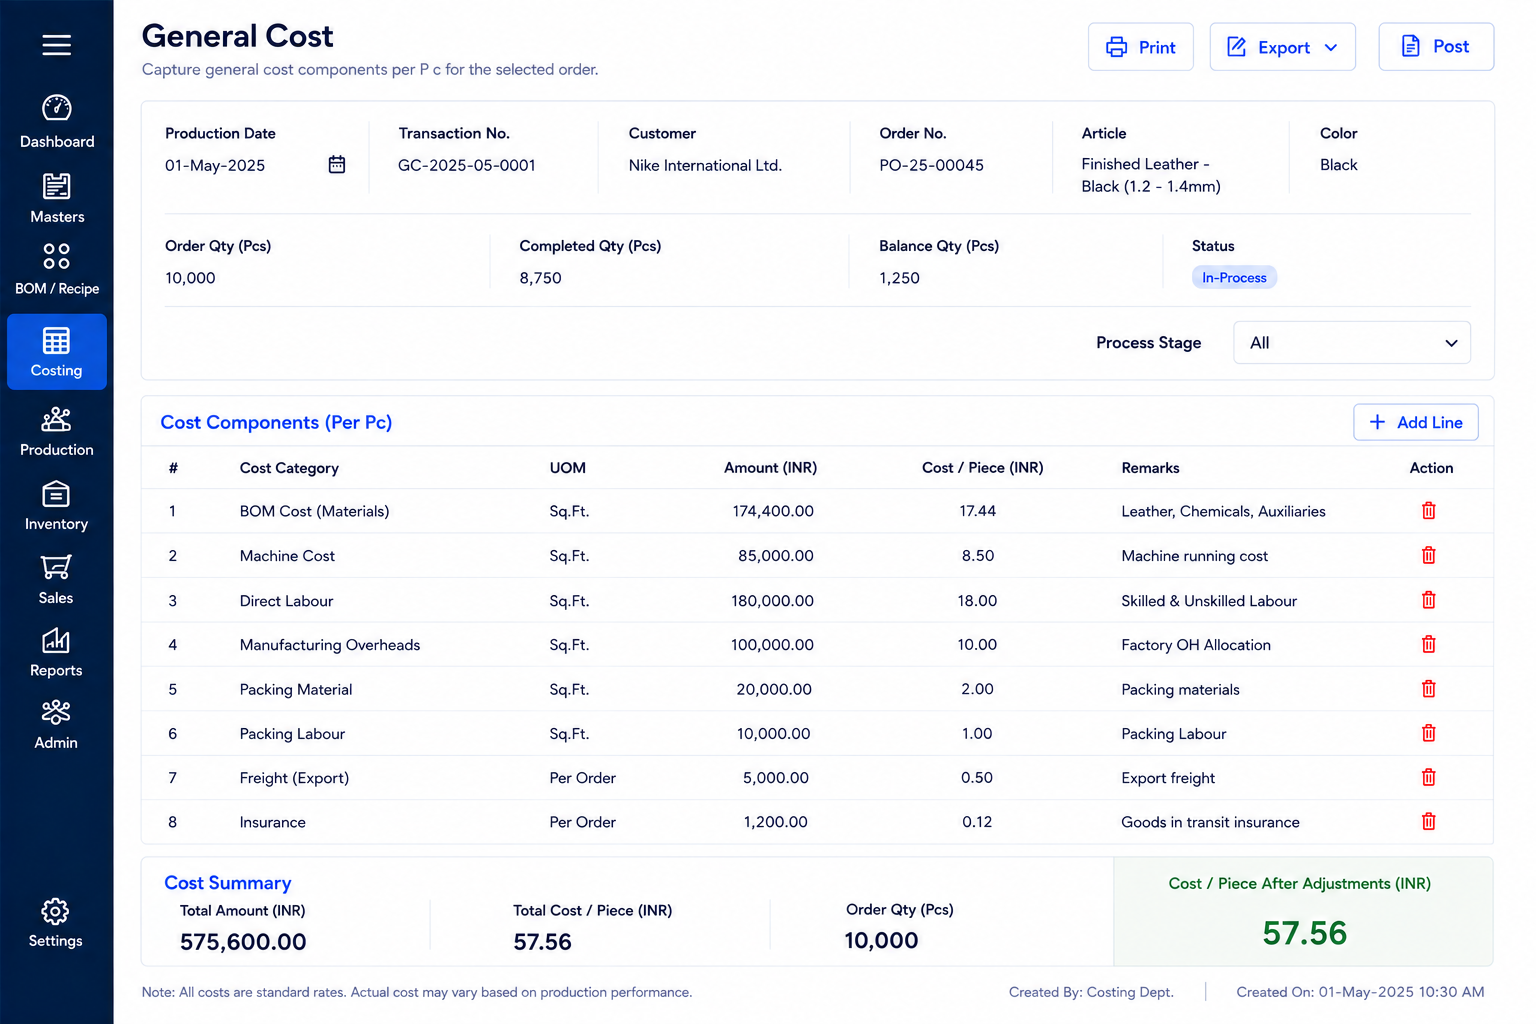 General Cost
Capture general cost components per P c for the selected order.
Print
Export
Post
Dashboard
Masters
BOM / Recipe
Costing
Production
Inventory
Sales
Reports
Admin
Settings
Production Date
01-May-2025
Transaction No.
GC-2025-05-0001
Customer
Nike International Ltd.
Order No.
PO-25-00045
Article
Finished Leather -
Black (1.2 - 1.4mm)
Color
Black
Order Qty (Pcs)
10,000
Completed Qty (Pcs)
8,750
Balance Qty (Pcs)
1,250
Status
In-Process
Process Stage
All
Cost Components (Per Pc)
+ Add Line
# Cost Category UOM Amount (INR) Cost / Piece (INR) Remarks Action
1 BOM Cost (Materials) Sq.Ft. 174,400.00 17.44 Leather, Chemicals, Auxiliaries
2 Machine Cost Sq.Ft. 85,000.00 8.50 Machine running cost
3 Direct Labour Sq.Ft. 180,000.00 18.00 Skilled & Unskilled Labour
4 Manufacturing Overheads Sq.Ft. 100,000.00 10.00 Factory OH Allocation
5 Packing Material Sq.Ft. 20,000.00 2.00 Packing materials
6 Packing Labour Sq.Ft. 10,000.00 1.00 Packing Labour
7 Freight (Export) Per Order 5,000.00 0.50 Export freight
8 Insurance Per Order 1,200.00 0.12 Goods in transit insurance
Cost Summary
Total Amount (INR)
575,600.00
Total Cost / Piece (INR)
57.56
Order Qty (Pcs)
10,000
Cost / Piece After Adjustments (INR)
57.56
Note: All costs are standard rates. Actual cost may vary based on production performance.
Created By: Costing Dept.
Created On: 01-May-2025 10:30 AM